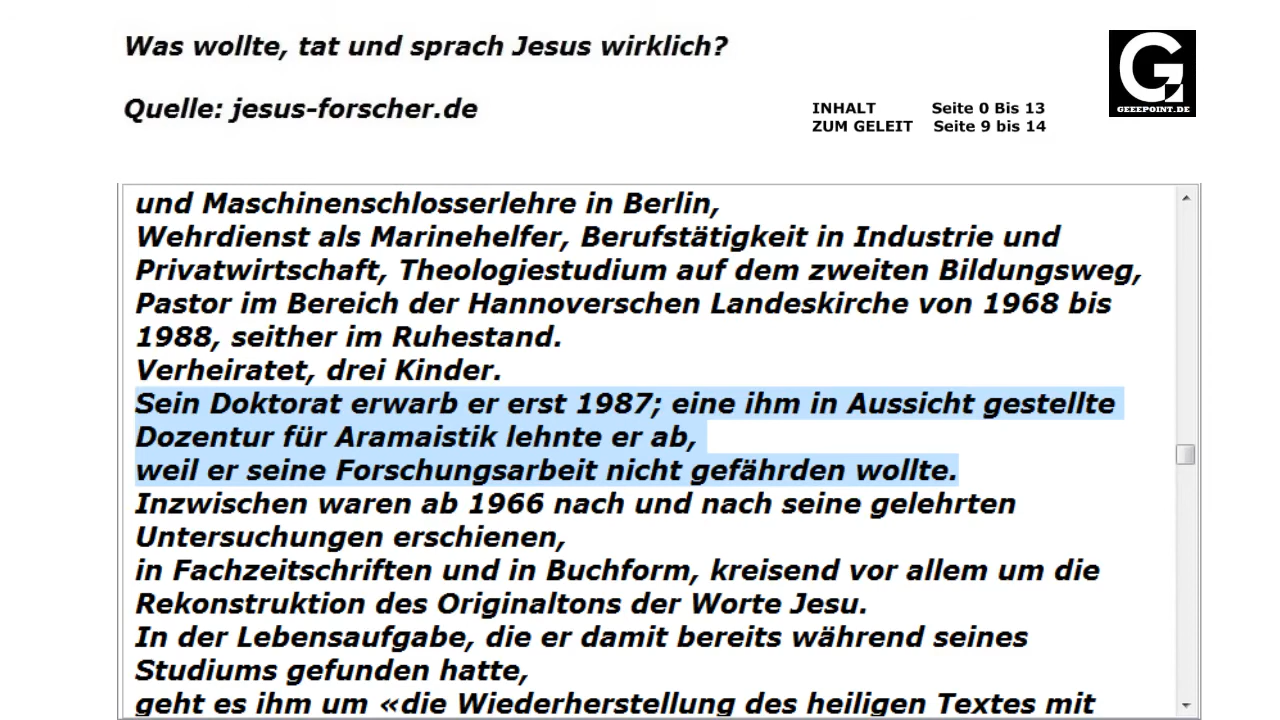 Was wollte, tat und sprach Jesus wirklich?
Quelle: jesus-forscher.de
INHALT Seite 0 Bis 13
ZUM GELEIT Seite 9 bis 14
G
GEEEPOINT.DE
und Maschinenschlosserlehre in Berlin,
Wehrdienst als Marinehelfer, Berufstätigkeit in Industrie und
Privatwirtschaft, Theologiestudium auf dem zweiten Bildungsweg,
Pastor im Bereich der Hannoverschen Landeskirche von 1968 bis
1988, seither im Ruhestand.
Verheiratet, drei Kinder.
Sein Doktorat erwarb er erst 1987; eine ihm in Aussicht gestellte
Dozentur für Aramaistik lehnte er ab,
weil er seine Forschungsarbeit nicht gefährden wollte.
Inzwischen waren ab 1966 nach und nach seine gelehrten
Untersuchungen erschienen,
in Fachzeitschriften und in Buchform, kreisend vor allem um die
Rekonstruktion des Originaltons der Worte Jesu.
In der Lebensaufgabe, die er damit bereits während seines
Studiums gefunden hatte,
geht es ihm um «die Wiederherstellung des heiligen Textes mit